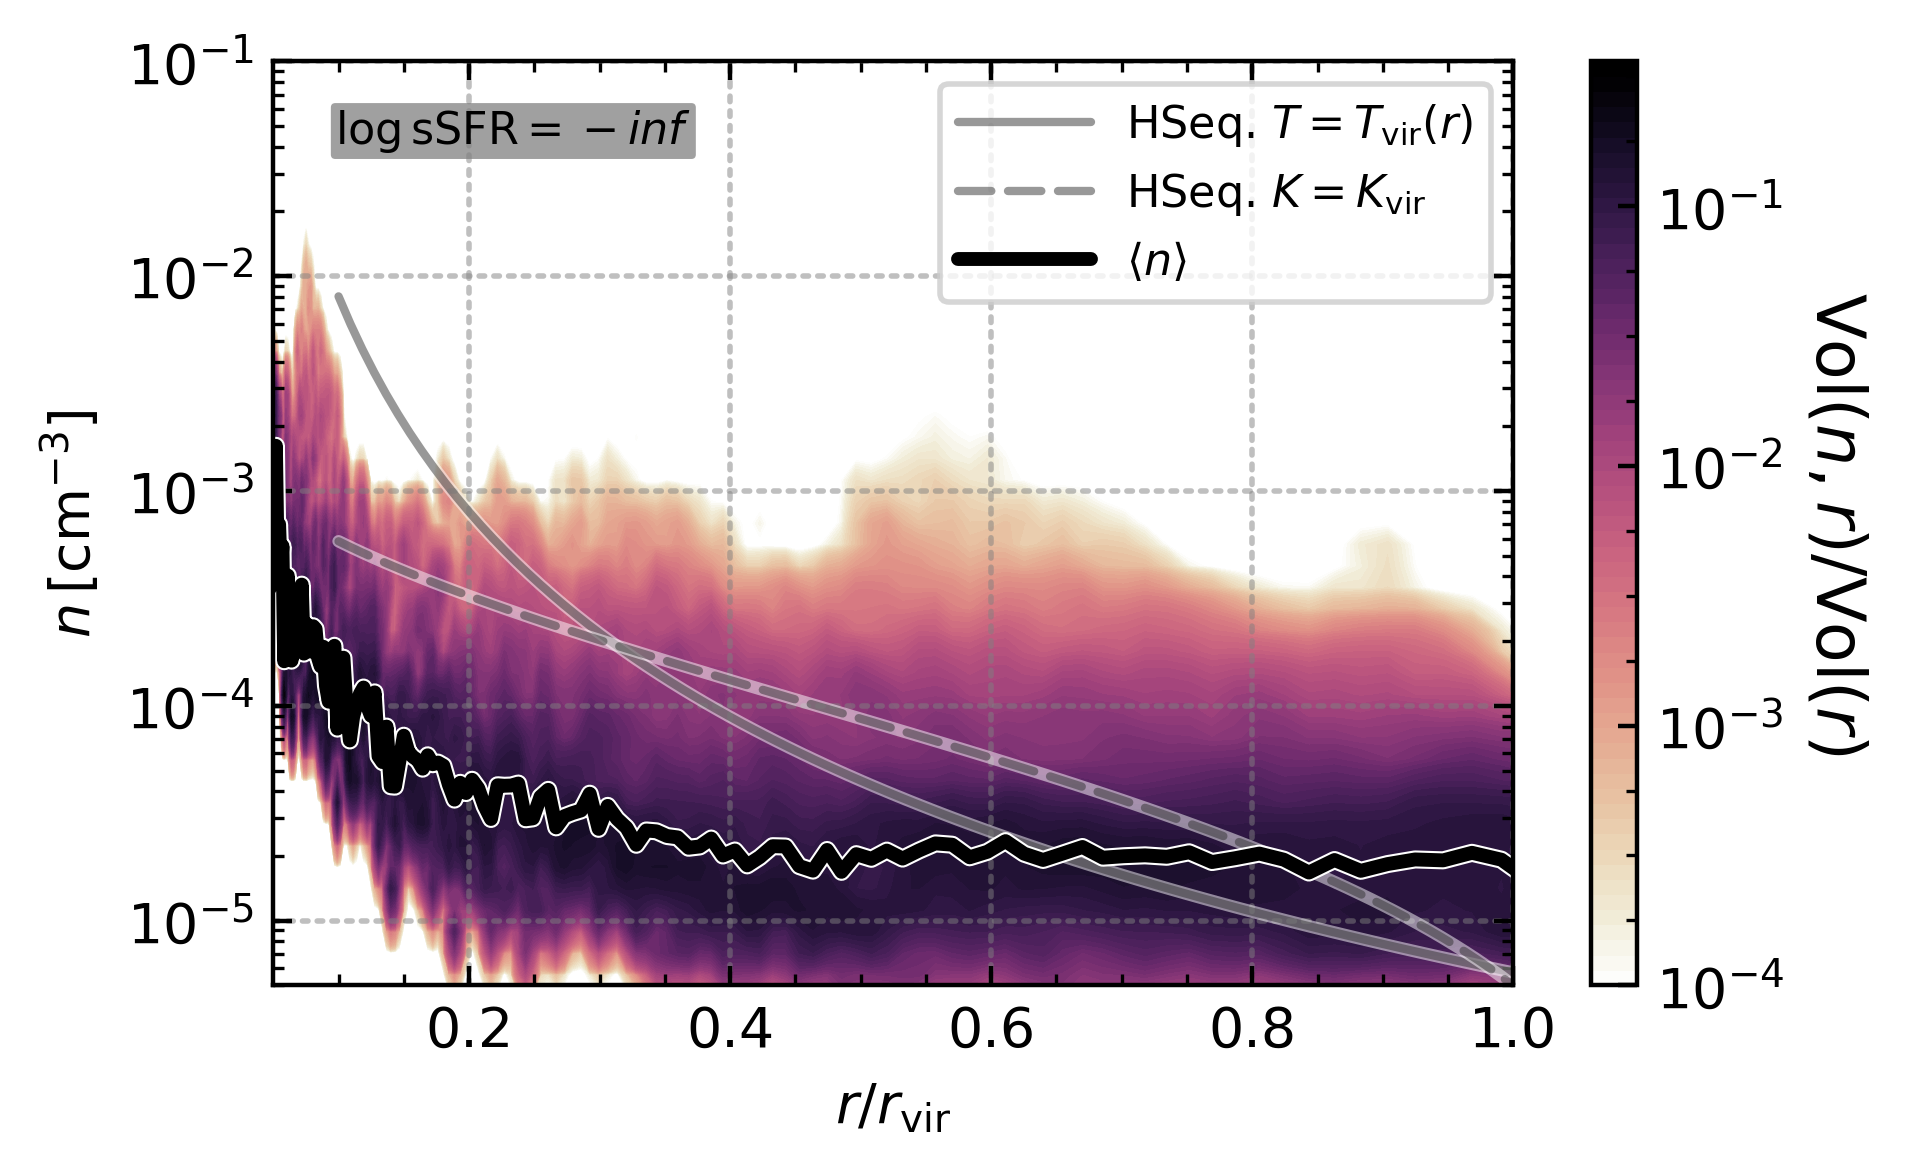 10⁻¹
10⁻²
10⁻³
10⁻⁴
10⁻⁵
n [cm⁻³]
log sSFR = −inf
HSeq. T = T_vir(r)
HSeq. K = K_vir
⟨n⟩
0.2 0.4 0.6 0.8 1.0
r/r_vir
10⁻¹
10⁻²
10⁻³
10⁻⁴
Vol(n, r)/Vol(r)